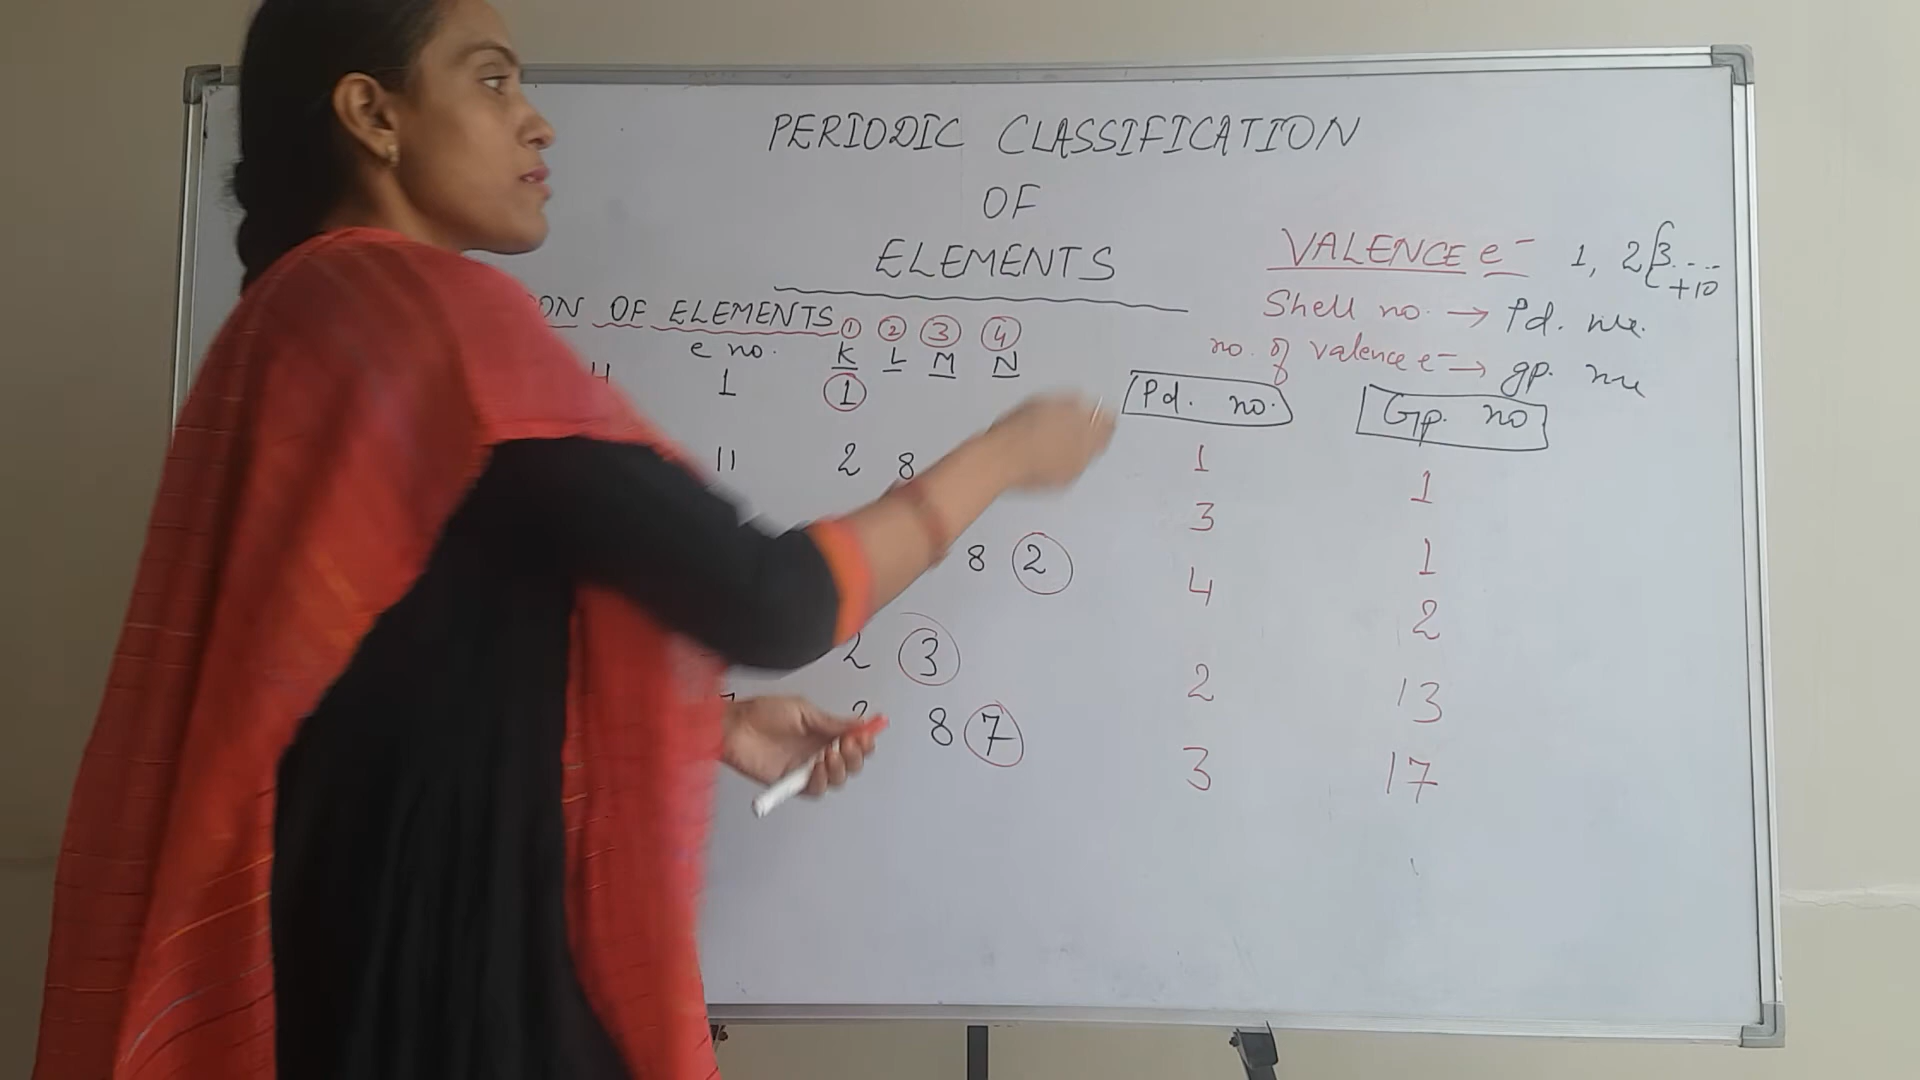 PERIODIC CLASSIFICATION
OF
ELEMENTS
VALENCE e⁻ 1, 2 3...
+10
Shell no. → Pd. no.
no. of valence e⁻ → gp. no
ON OF ELEMENTS ① ② ③ ④
e no. K L M N
Pd. no. Gp. no
H 1 1
11 2 8
8 2
2 3
2 8 7
1 1
3 1
4 2
2 13
3 17